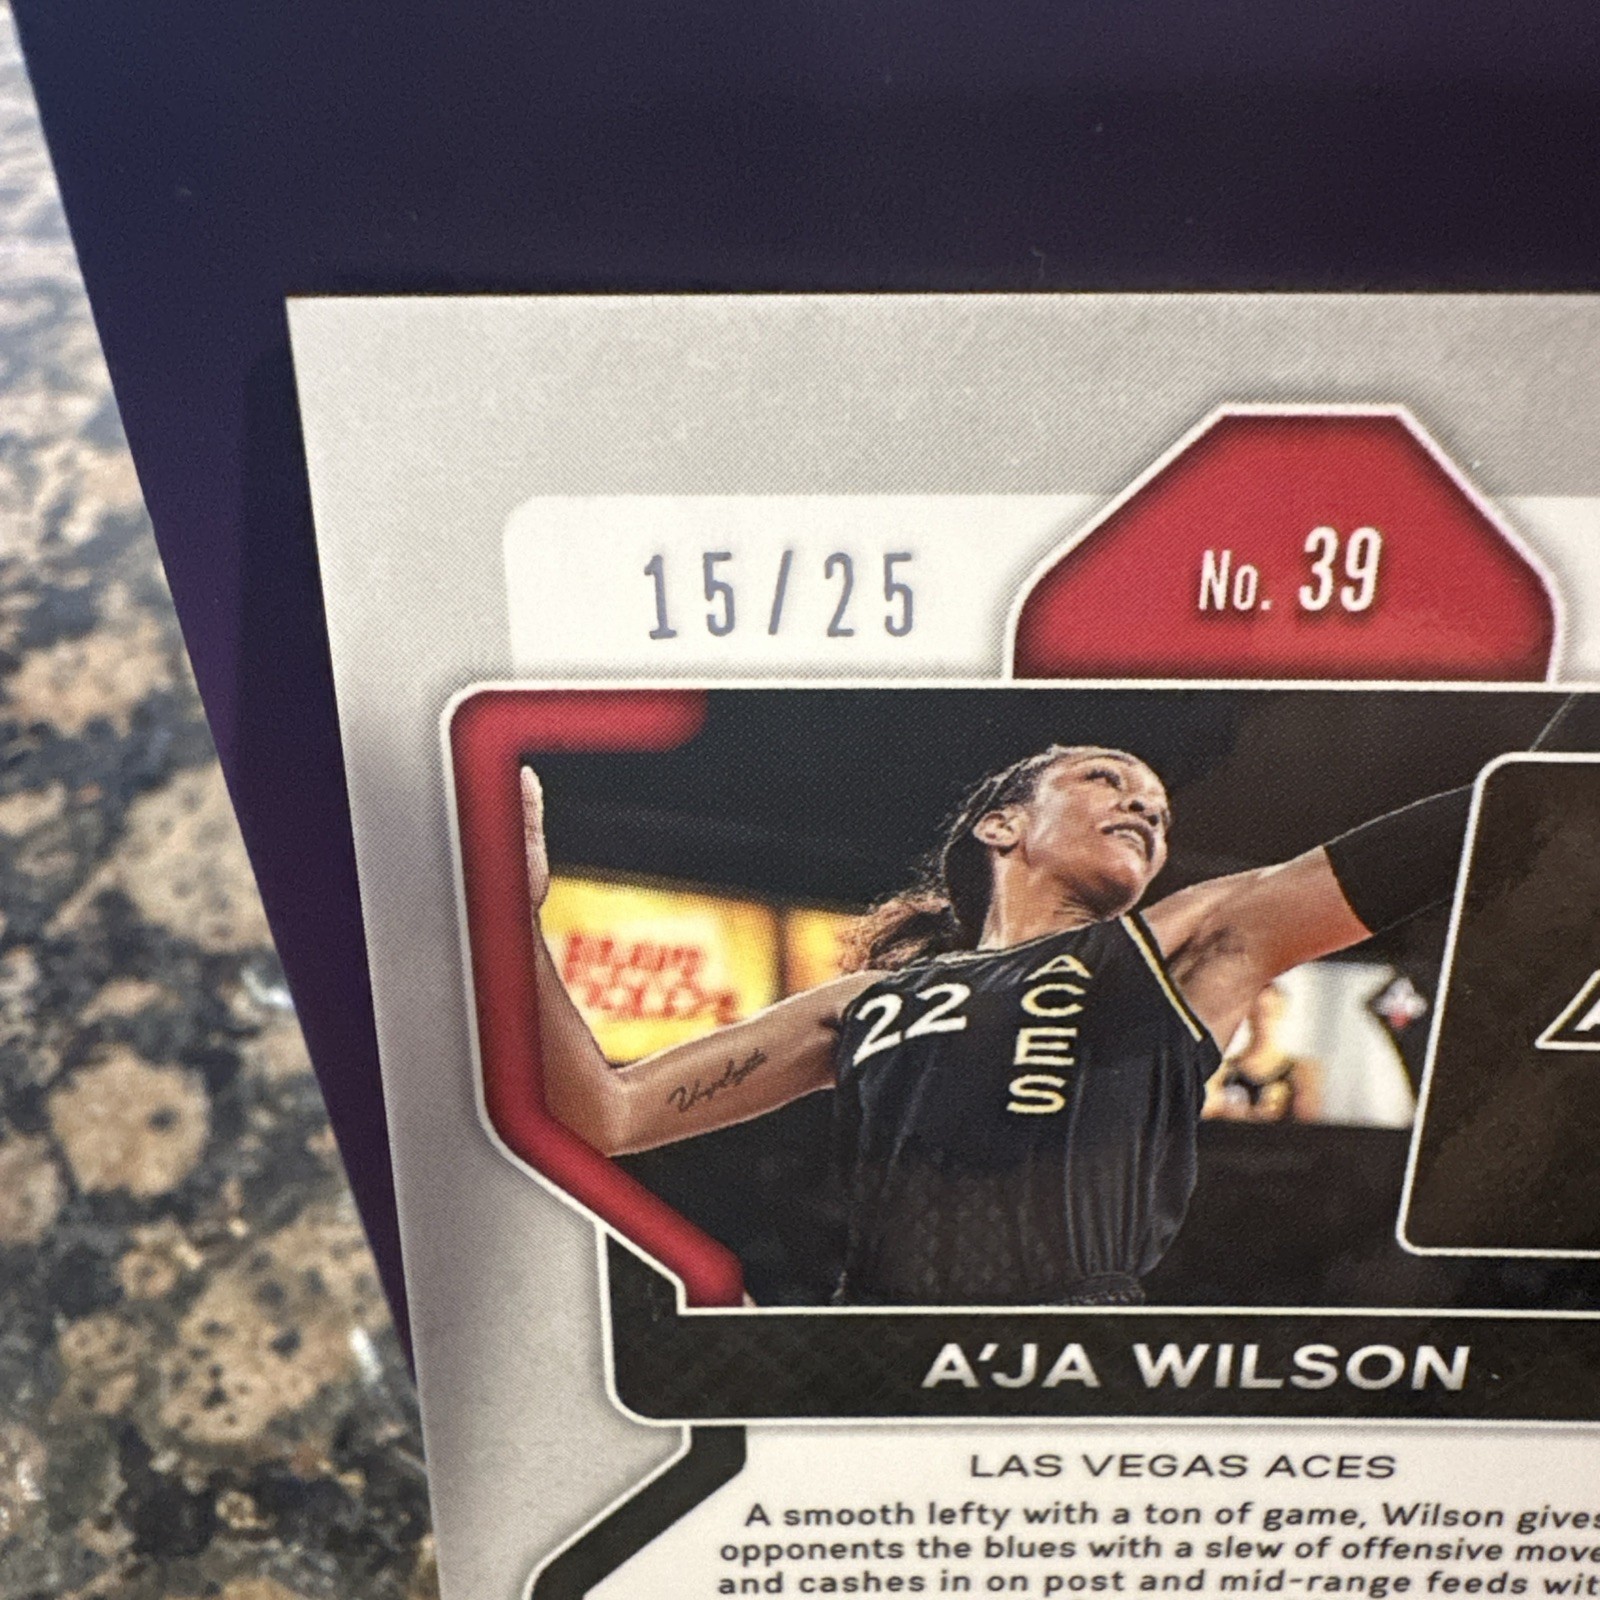 15/25
No. 39
22
ACES
A'JA WILSON
LAS VEGAS ACES
A smooth lefty with a ton of game, Wilson gives
opponents the blues with a slew of offensive move
and cashes in on post and mid-range feeds wit